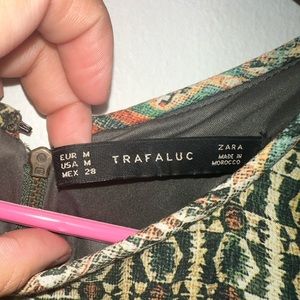 EUR M
USA M
MEX 28
TRAFALUC
ZARA
MADE IN
MOROCCO